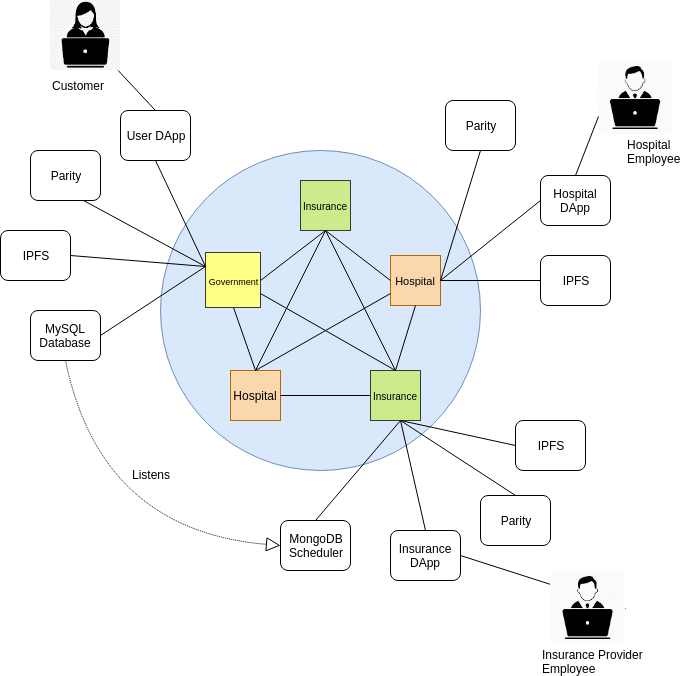 Customer
User DApp
Parity
Hospital
Employee
Parity
Insurance
Hospital
DApp
IPFS
Government
Hospital
IPFS
MySQL
Database
Hospital
Insurance
IPFS
Listens
Parity
MongoDB
Scheduler
Insurance
DApp
Insurance Provider
Employee